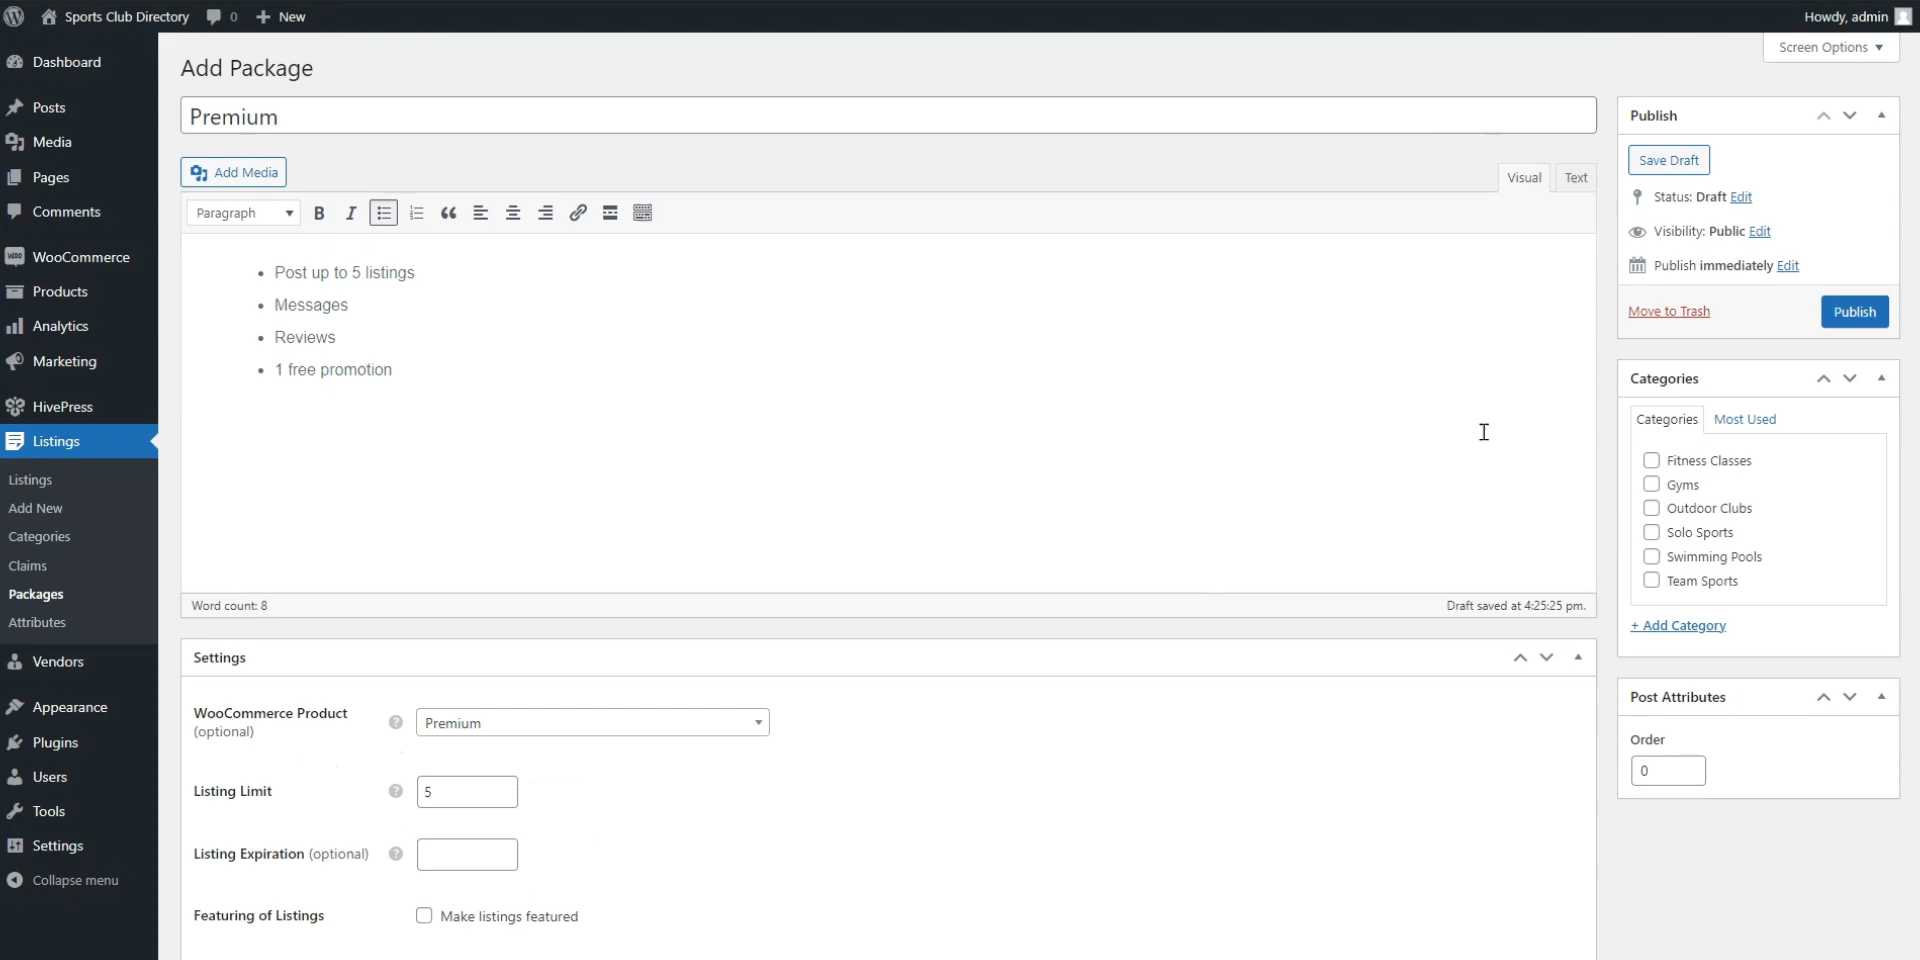 Sports Club Directory 0 New Howdy, admin
Screen Options
Dashboard
Posts
Media
Pages
Comments
WooCommerce
Products
Analytics
Marketing
HivePress
Listings
Listings
Add New
Categories
Claims
Packages
Attributes
Vendors
Appearance
Plugins
Users
Tools
Settings
Collapse menu
Add Package
Premium
Add Media
Visual Text
Paragraph B I
• Post up to 5 listings
• Messages
• Reviews
• 1 free promotion
Word count: 8 Draft saved at 4:25:25 pm.
Settings
WooCommerce Product
(optional)
? Premium
Listing Limit ? 5
Listing Expiration (optional) ?
Featuring of Listings Make listings featured
Publish
Save Draft
Status: Draft Edit
Visibility: Public Edit
Publish immediately Edit
Move to Trash Publish
Categories
Categories Most Used
Fitness Classes
Gyms
Outdoor Clubs
Solo Sports
Swimming Pools
Team Sports
+ Add Category
Post Attributes
Order
0